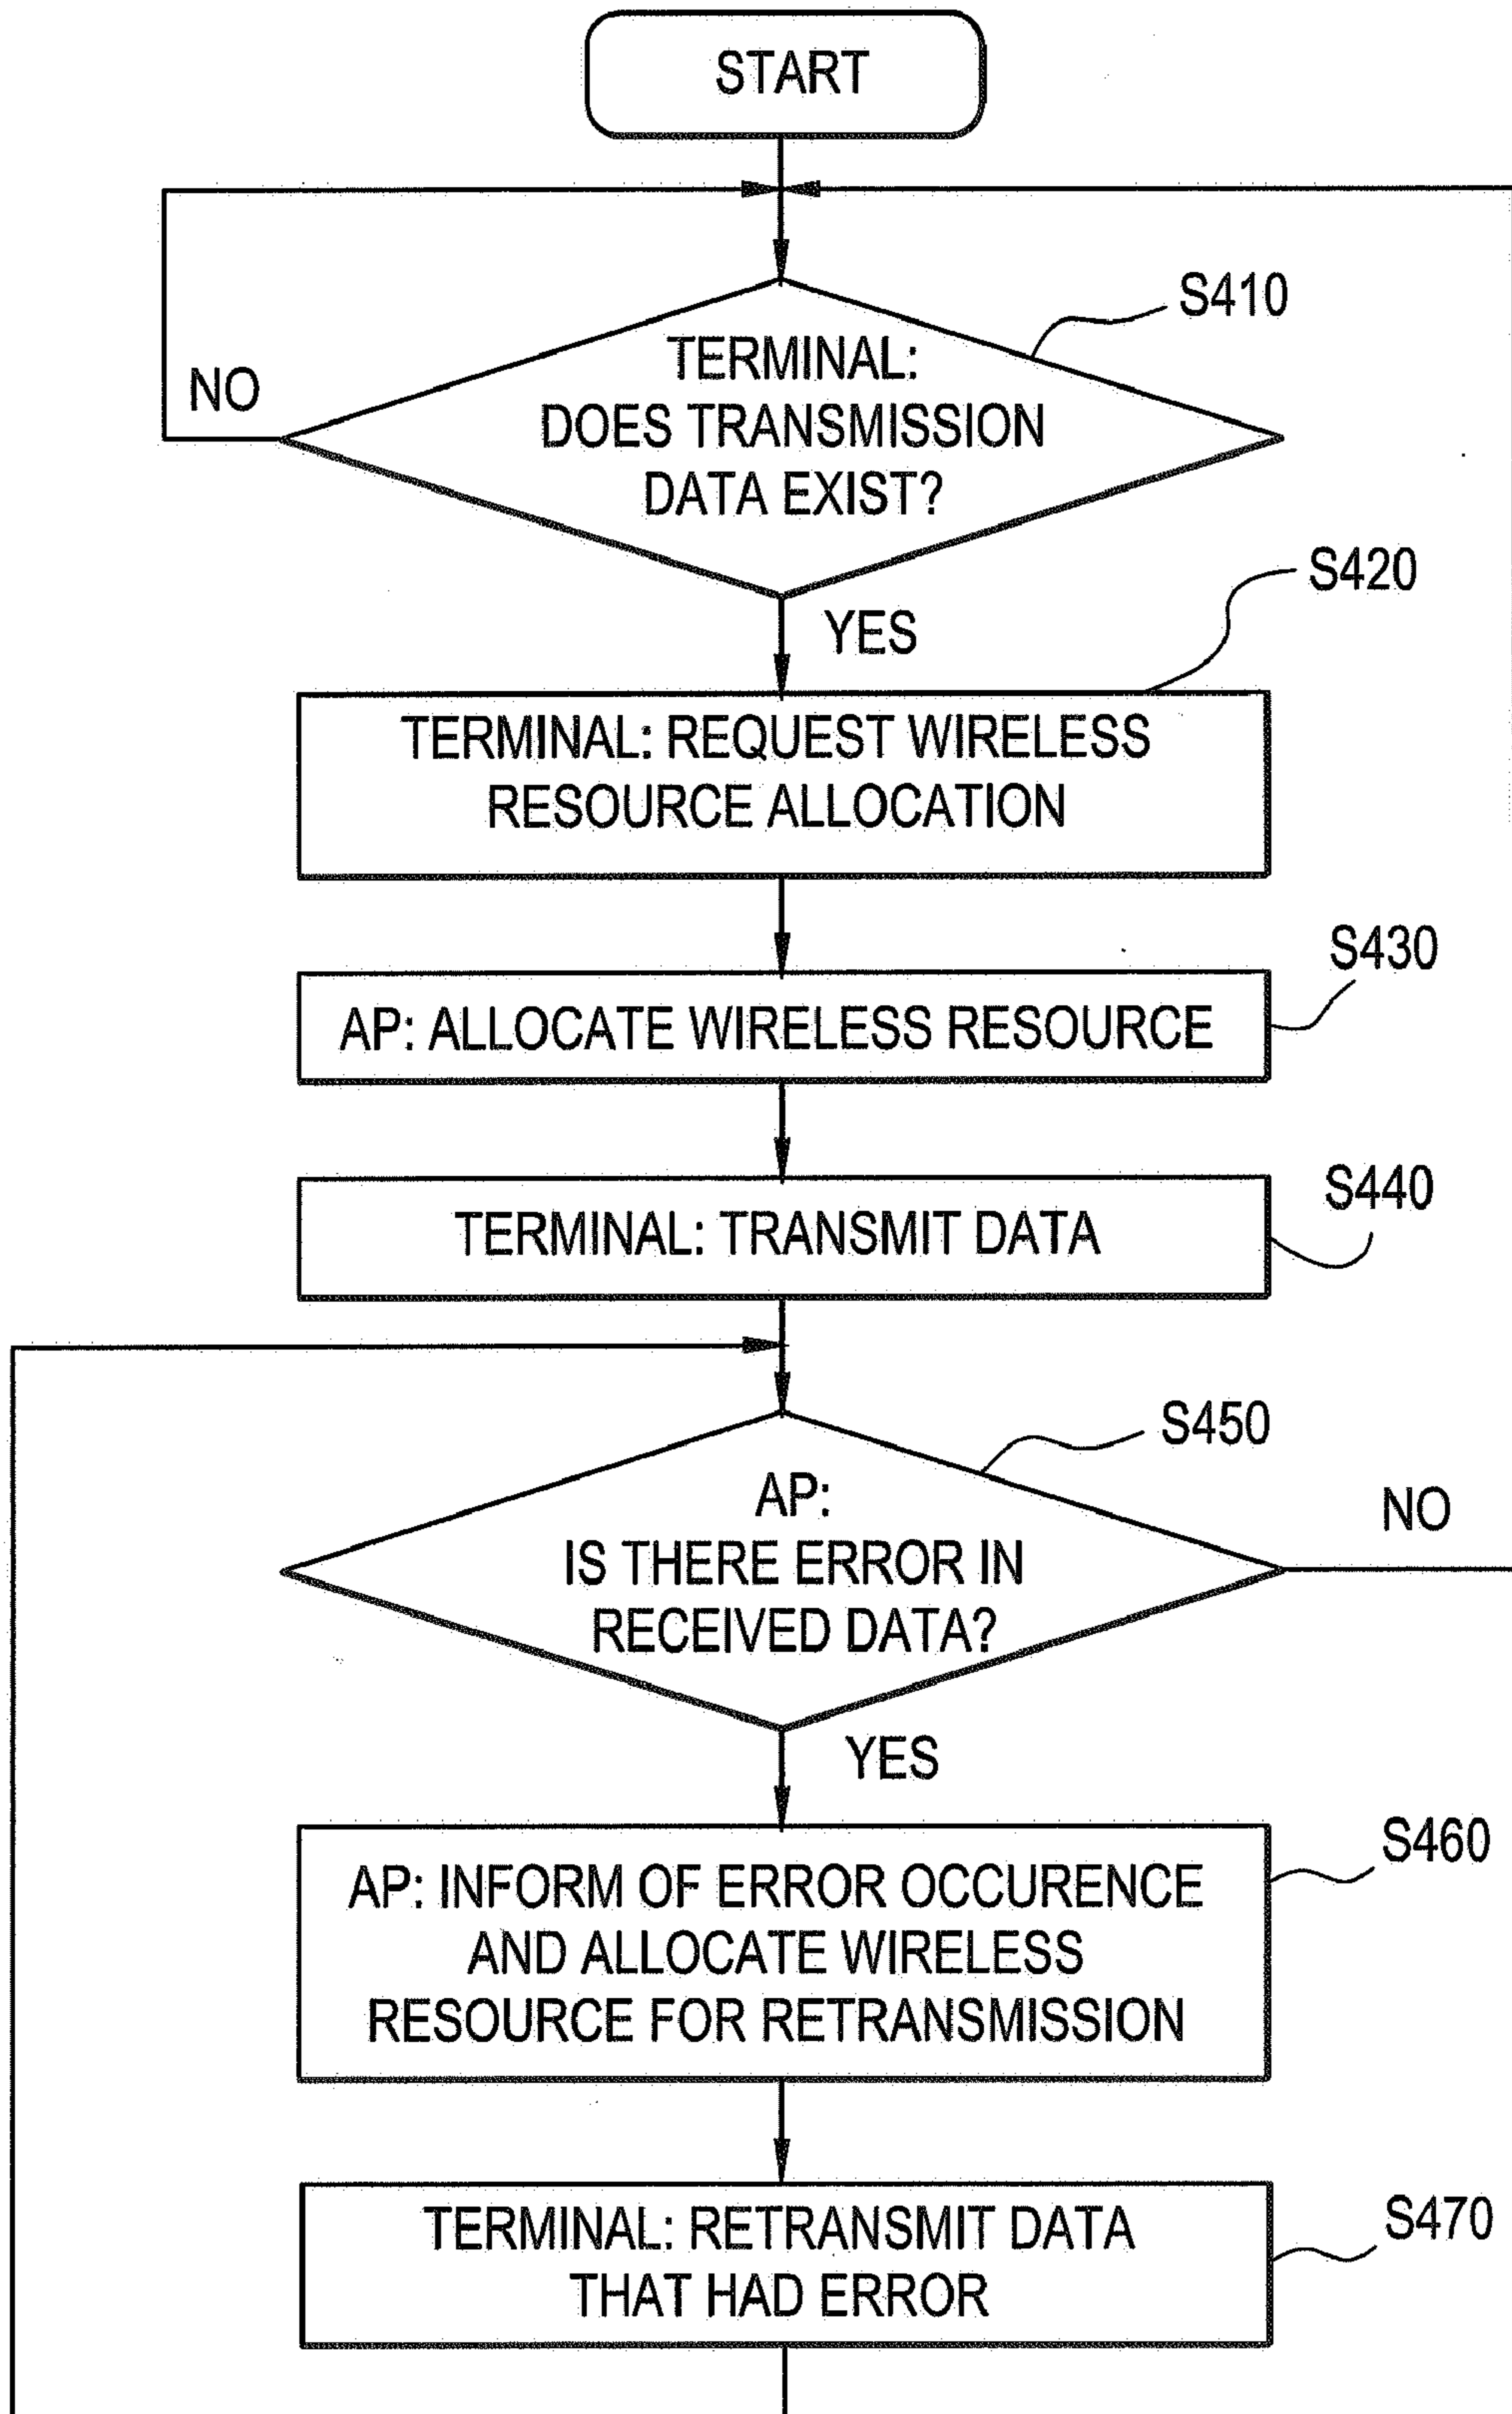 START
S410
TERMINAL:
DOES TRANSMISSION
DATA EXIST?
NO
S420
YES
TERMINAL: REQUEST WIRELESS
RESOURCE ALLOCATION
S430
AP: ALLOCATE WIRELESS RESOURCE
S440
TERMINAL: TRANSMIT DATA
S450
AP:
IS THERE ERROR IN
RECEIVED DATA?
NO
YES
S460
AP: INFORM OF ERROR OCCURENCE
AND ALLOCATE WIRELESS
RESOURCE FOR RETRANSMISSION
S470
TERMINAL: RETRANSMIT DATA
THAT HAD ERROR